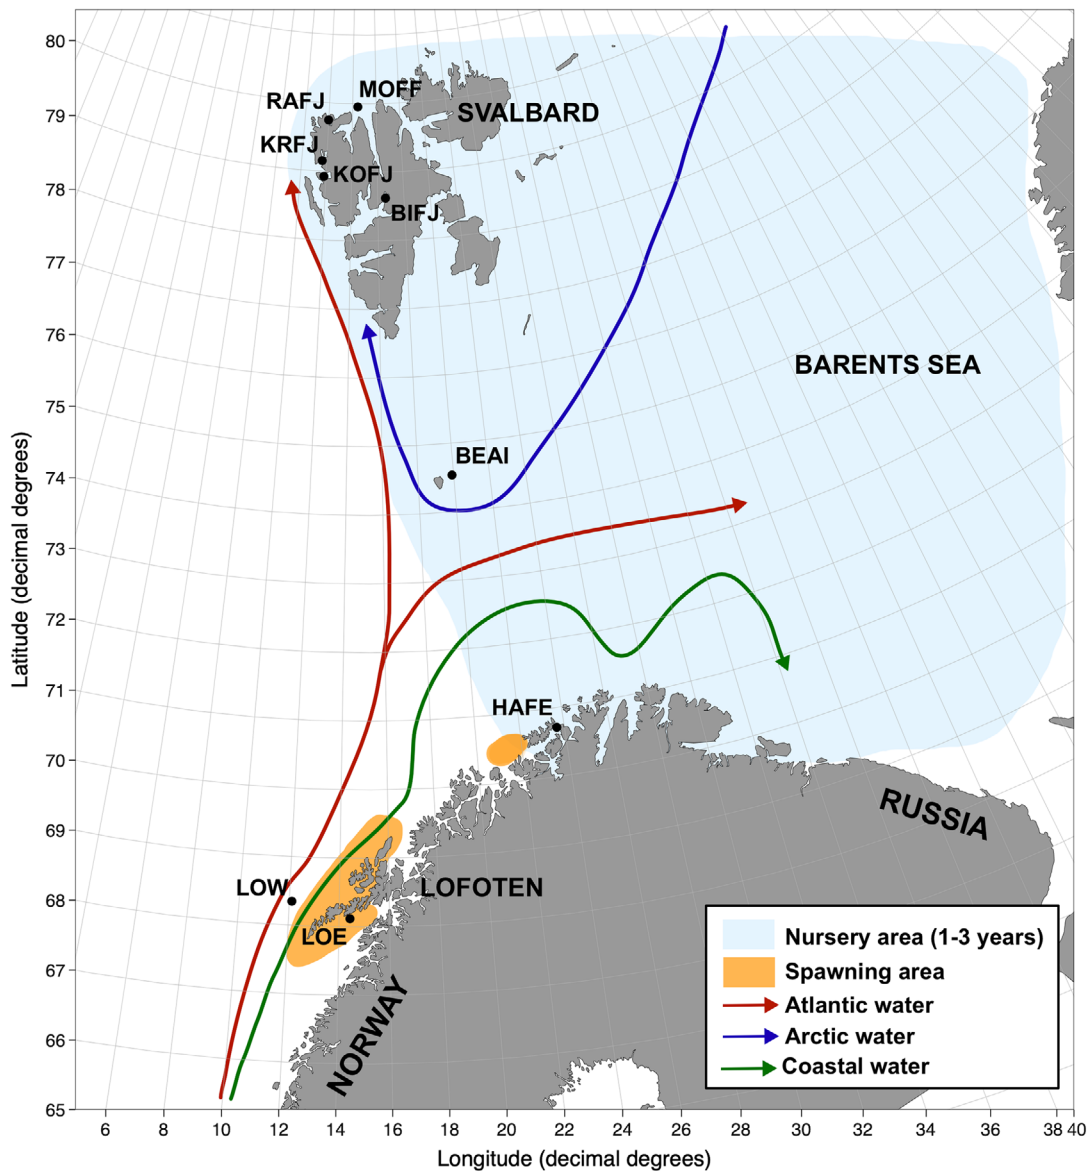 80
79
78
77
76
75
74
73
72
71
70
69
68
67
66
65
Latitude (decimal degrees)
MOFF
RAFJ
SVALBARD
KRFJ
KOFJ
BIFJ
BARENTS SEA
BEAI
HAFE
RUSSIA
LOW
LOFOTEN
LOE
NORWAY
Nursery area (1-3 years)
Spawning area
Atlantic water
Arctic water
Coastal water
6 8 10 12 14 16 18 20 22 24 26 28 30 32 34 36 38 40
Longitude (decimal degrees)